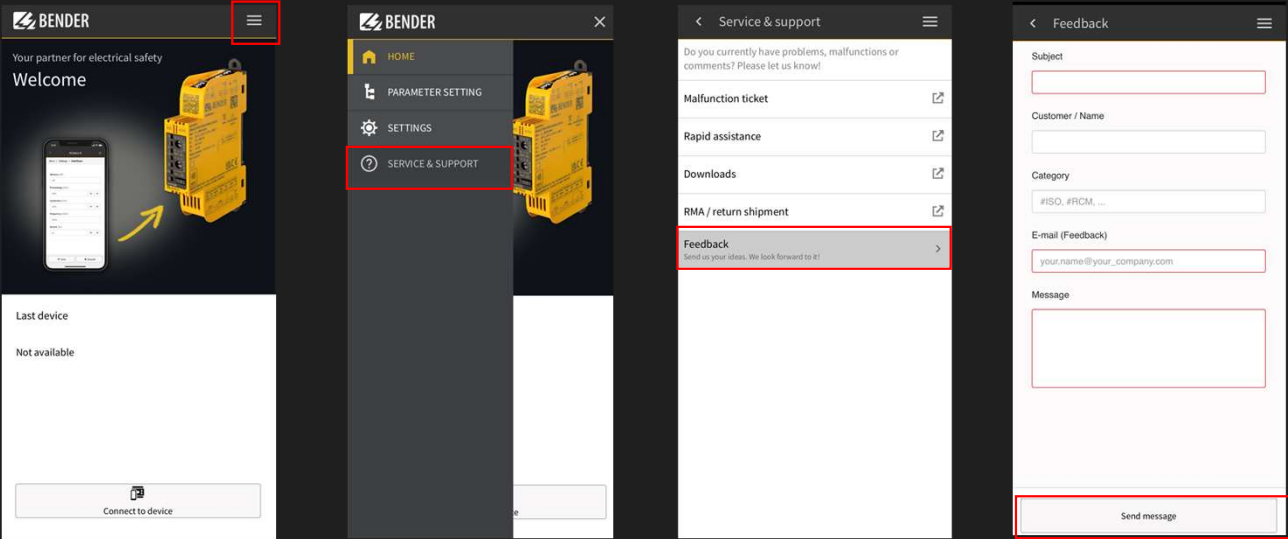 BENDER
Your partner for electrical safety
Welcome
Last device
Not available
Connect to device
BENDER
HOME
PARAMETER SETTING
SETTINGS
SERVICE & SUPPORT
e
Service & support
Do you currently have problems, malfunctions or
comments? Please let us know!
Malfunction ticket
Rapid assistance
Downloads
RMA / return shipment
Feedback
Send us your ideas. We look forward to it!
Feedback
Subject
Customer / Name
Category
#ISO, #RCM, ...
E-mail (Feedback)
your.name@your_company.com
Message
Send message